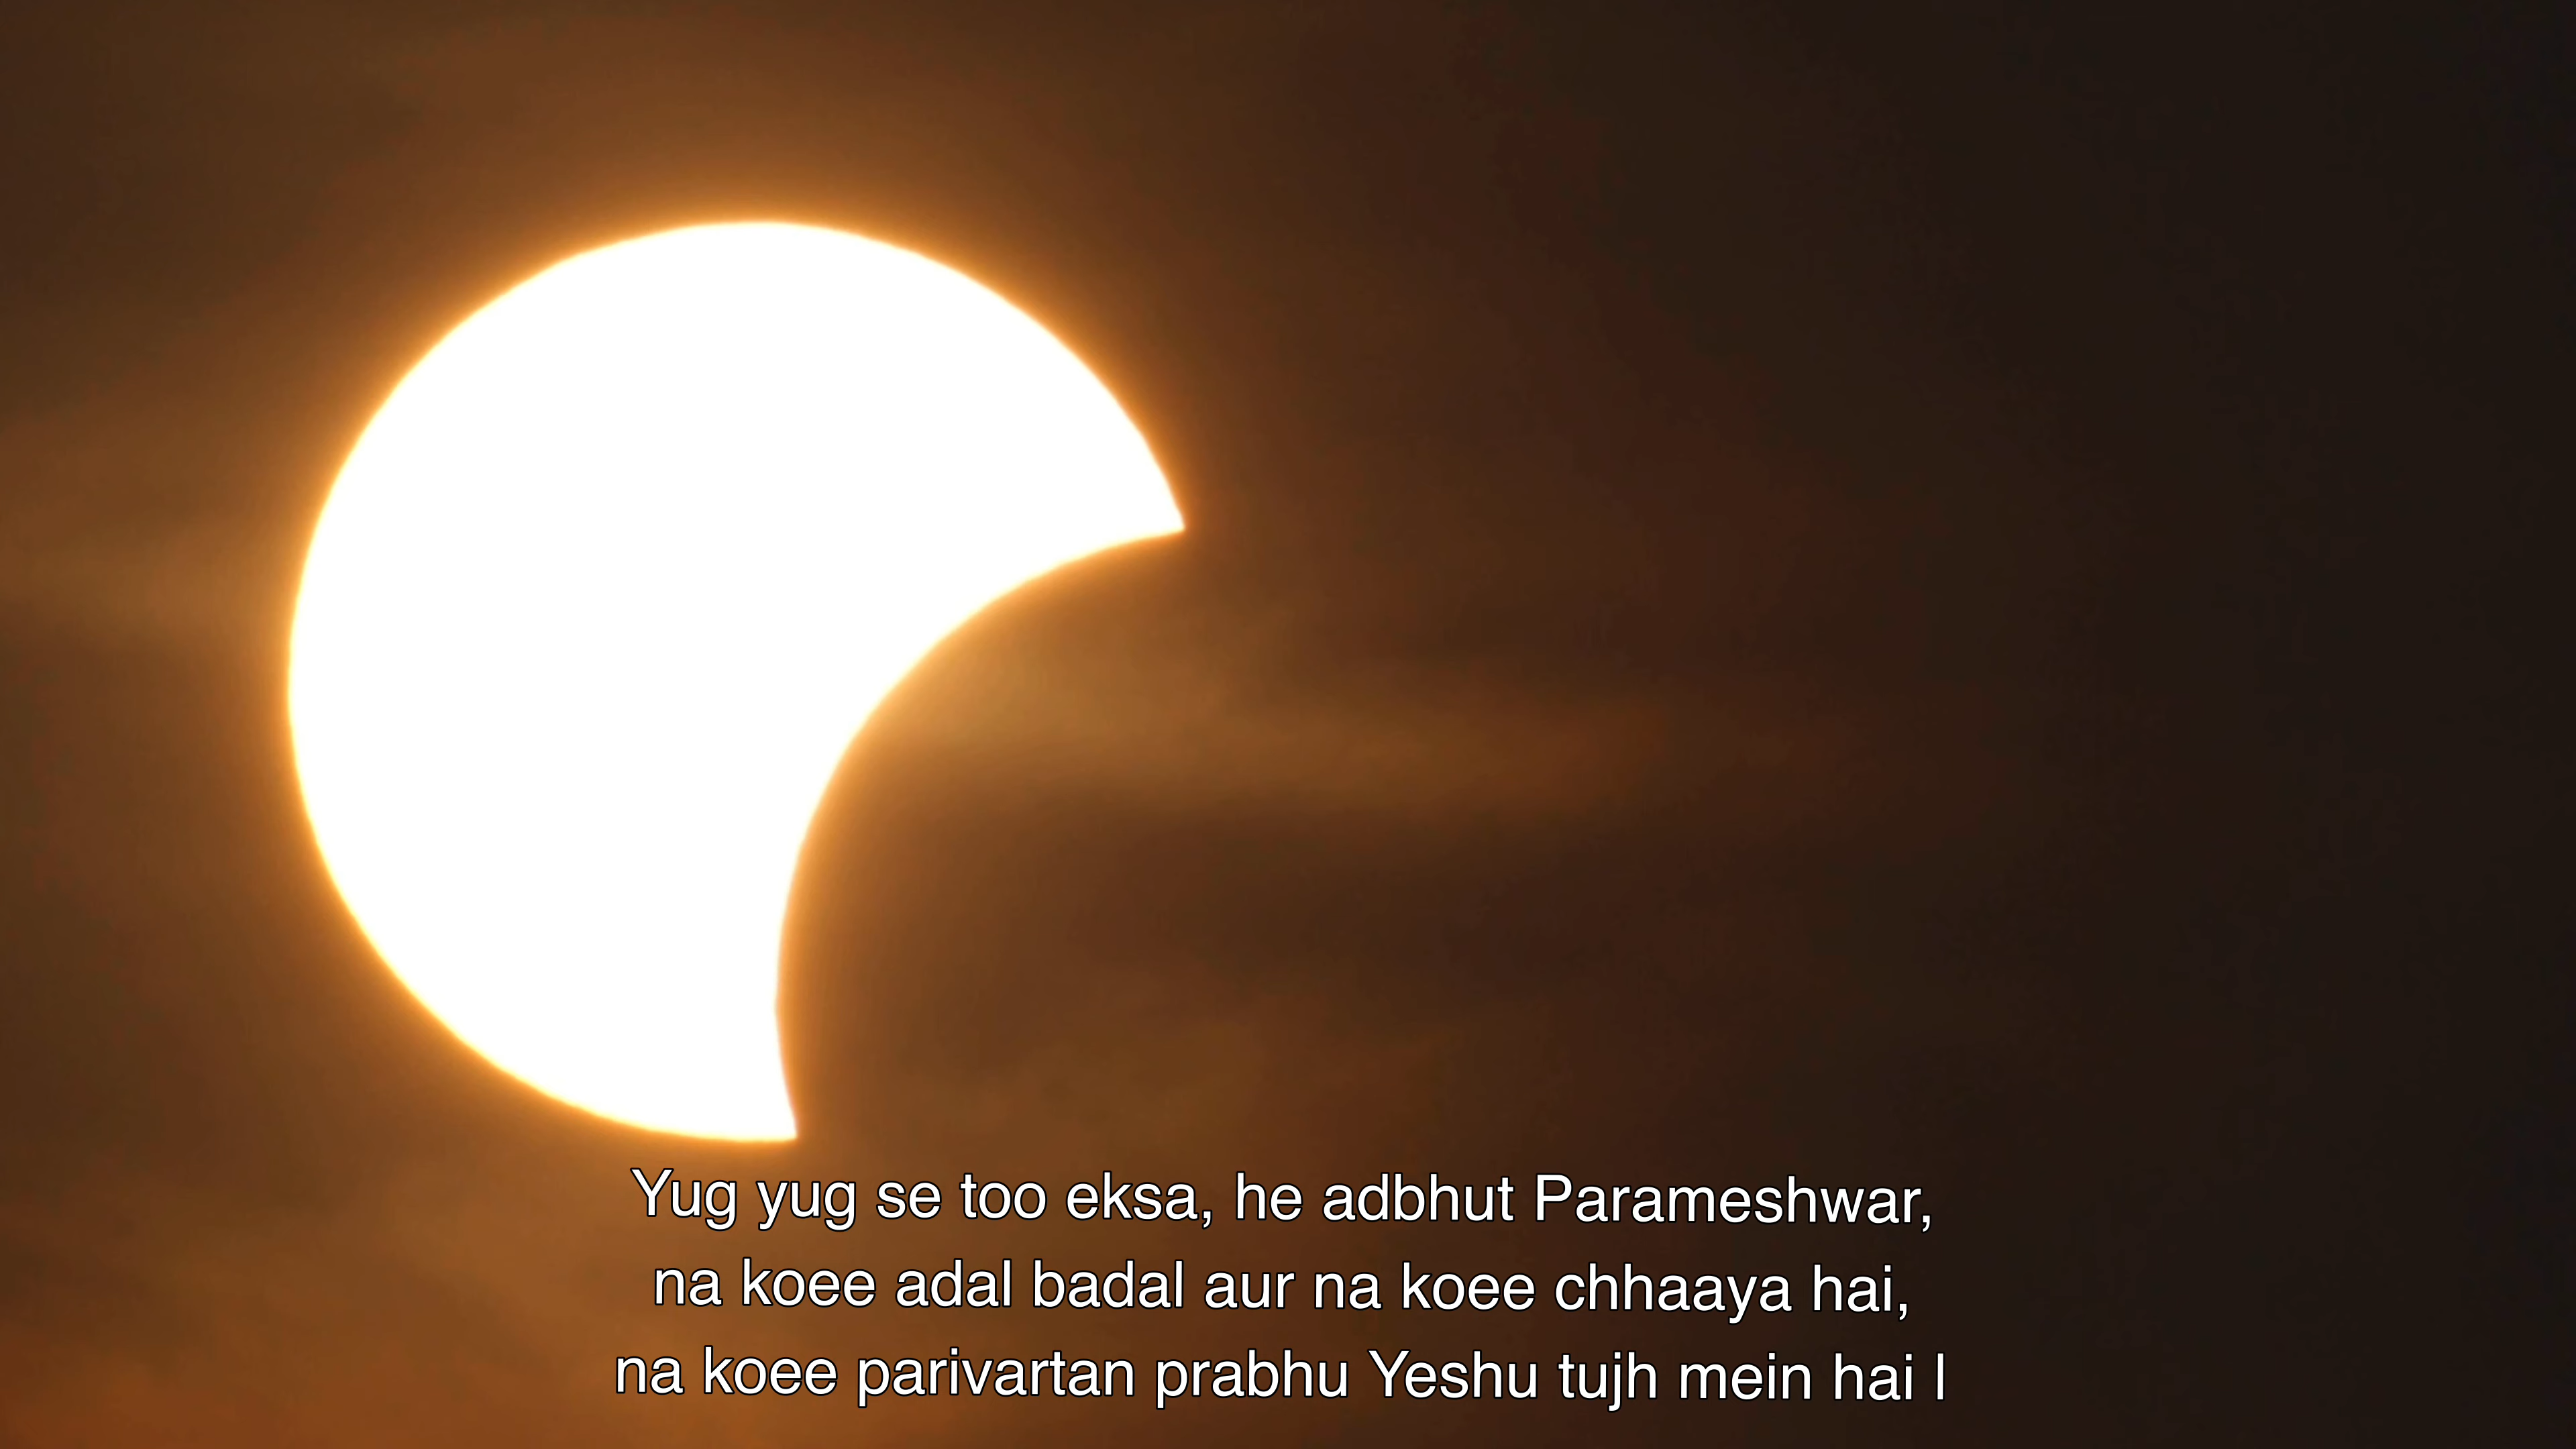 Yug yug se too eksa, he adbhut Parameshwar,
na koee adal badal aur na koee chhaaya hai,
na koee parivartan prabhu Yeshu tujh mein hai |